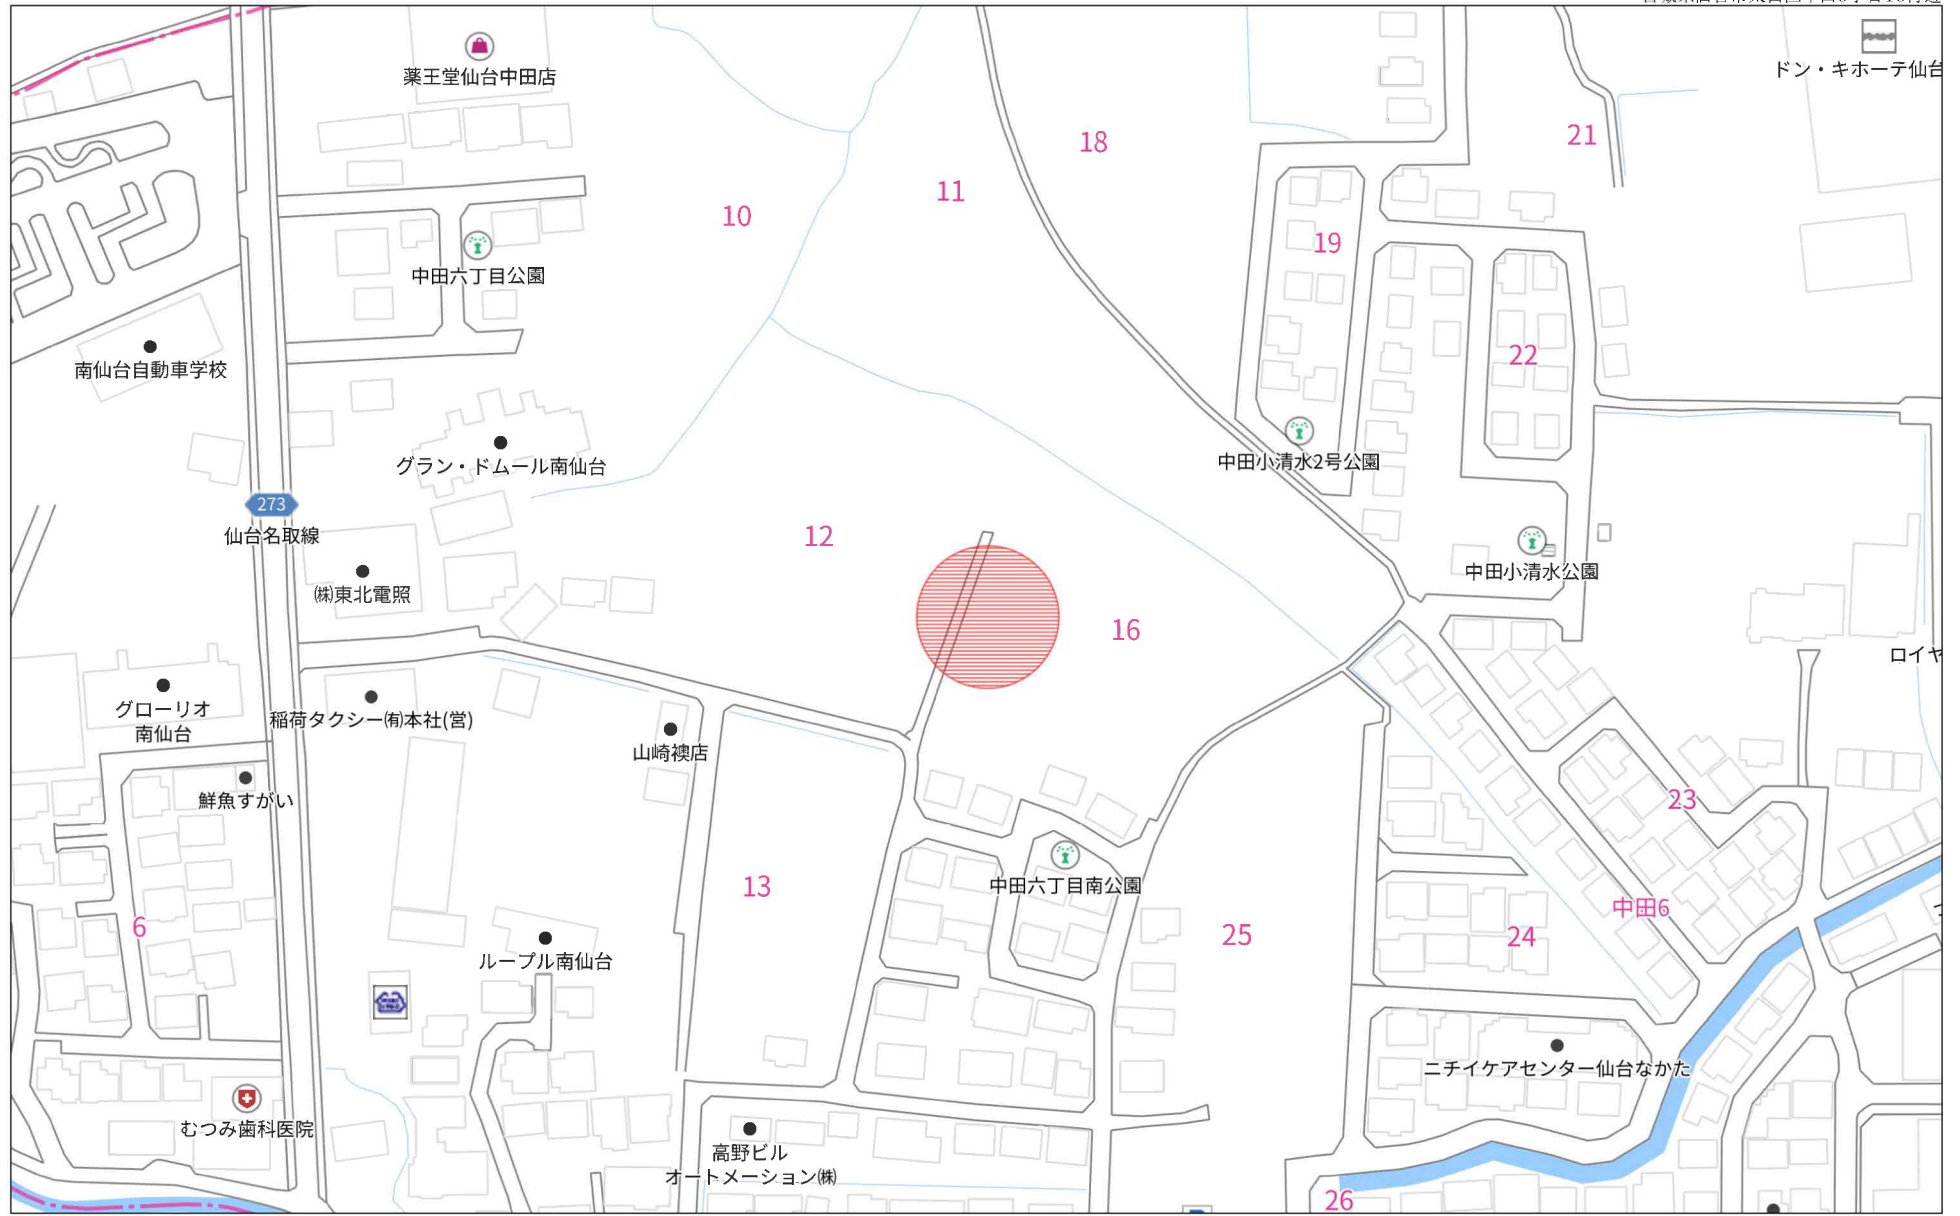 ドン・キホーテ仙台
薬王堂仙台中田店
21
18
11
10
19
中田六丁目公園
22
南仙台自動車学校
グラン・ドムール南仙台
中田小清水2号公園
273
仙台名取線
12
中田小清水公園
㈱東北電照
16
ロイヤ
グローリオ
南仙台
稲荷タクシー㈲本社(営)
山崎襖店
鮮魚すがい
23
13
中田六丁目南公園
6
中田6
25
24
ループル南仙台
ニチイケアセンター仙台なかた
むつみ歯科医院
高野ビル
オートメーション㈱
26